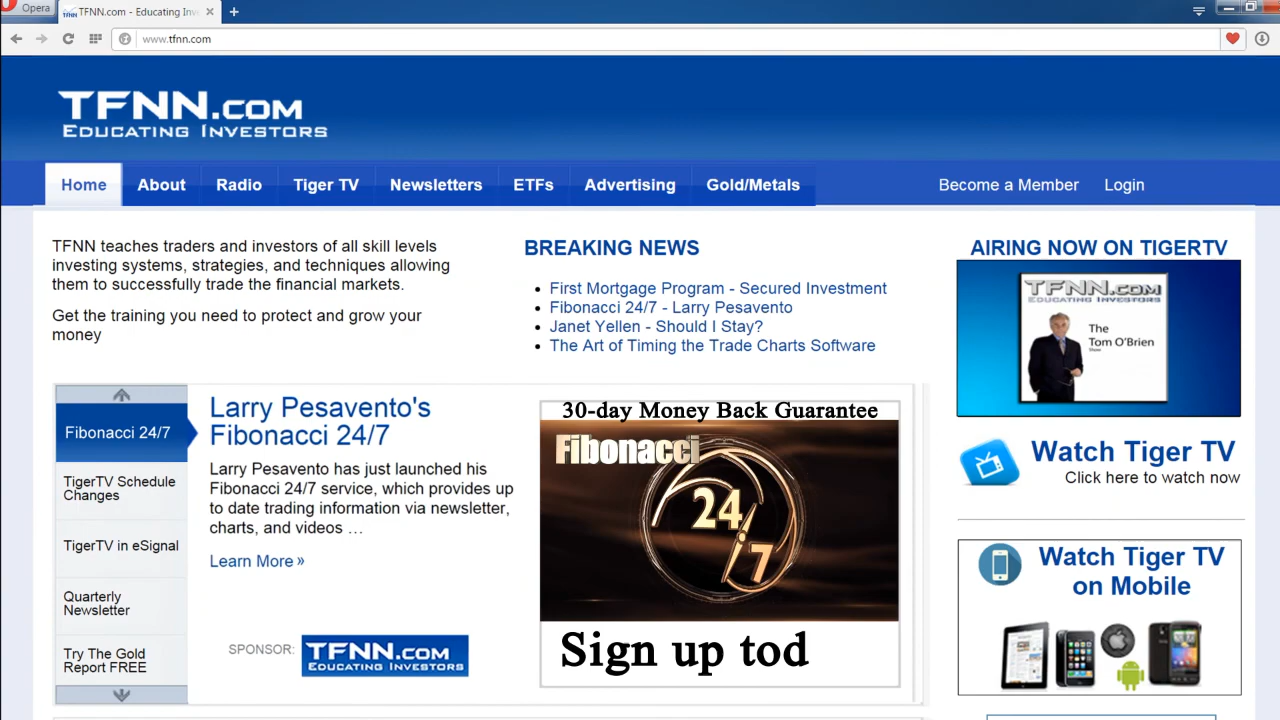 Opera
TFNN.com - Educating Inv
www.tfnn.com
TFNN.com
Educating Investors
Home
About
Radio
Tiger TV
Newsletters
ETFs
Advertising
Gold/Metals
Become a Member
Login
TFNN teaches traders and investors of all skill levels
investing systems, strategies, and techniques allowing
them to successfully trade the financial markets.
Get the training you need to protect and grow your
money
BREAKING NEWS
First Mortgage Program - Secured Investment
Fibonacci 24/7 - Larry Pesavento
Janet Yellen - Should I Stay?
The Art of Timing the Trade Charts Software
AIRING NOW ON TIGERTV
TFNN.com
Educating Investors
The
Tom O'Brien
Show
Watch Tiger TV
Click here to watch now
Watch Tiger TV
on Mobile
Fibonacci 24/7
TigerTV Schedule
Changes
TigerTV in eSignal
Quarterly
Newsletter
Try The Gold
Report FREE
Larry Pesavento's
Fibonacci 24/7
Larry Pesavento has just launched his
Fibonacci 24/7 service, which provides up
to date trading information via newsletter,
charts, and videos …
Learn More »
SPONSOR:
TFNN.com
Educating Investors
30-day Money Back Guarantee
Fibonacci
24
7
Sign up tod